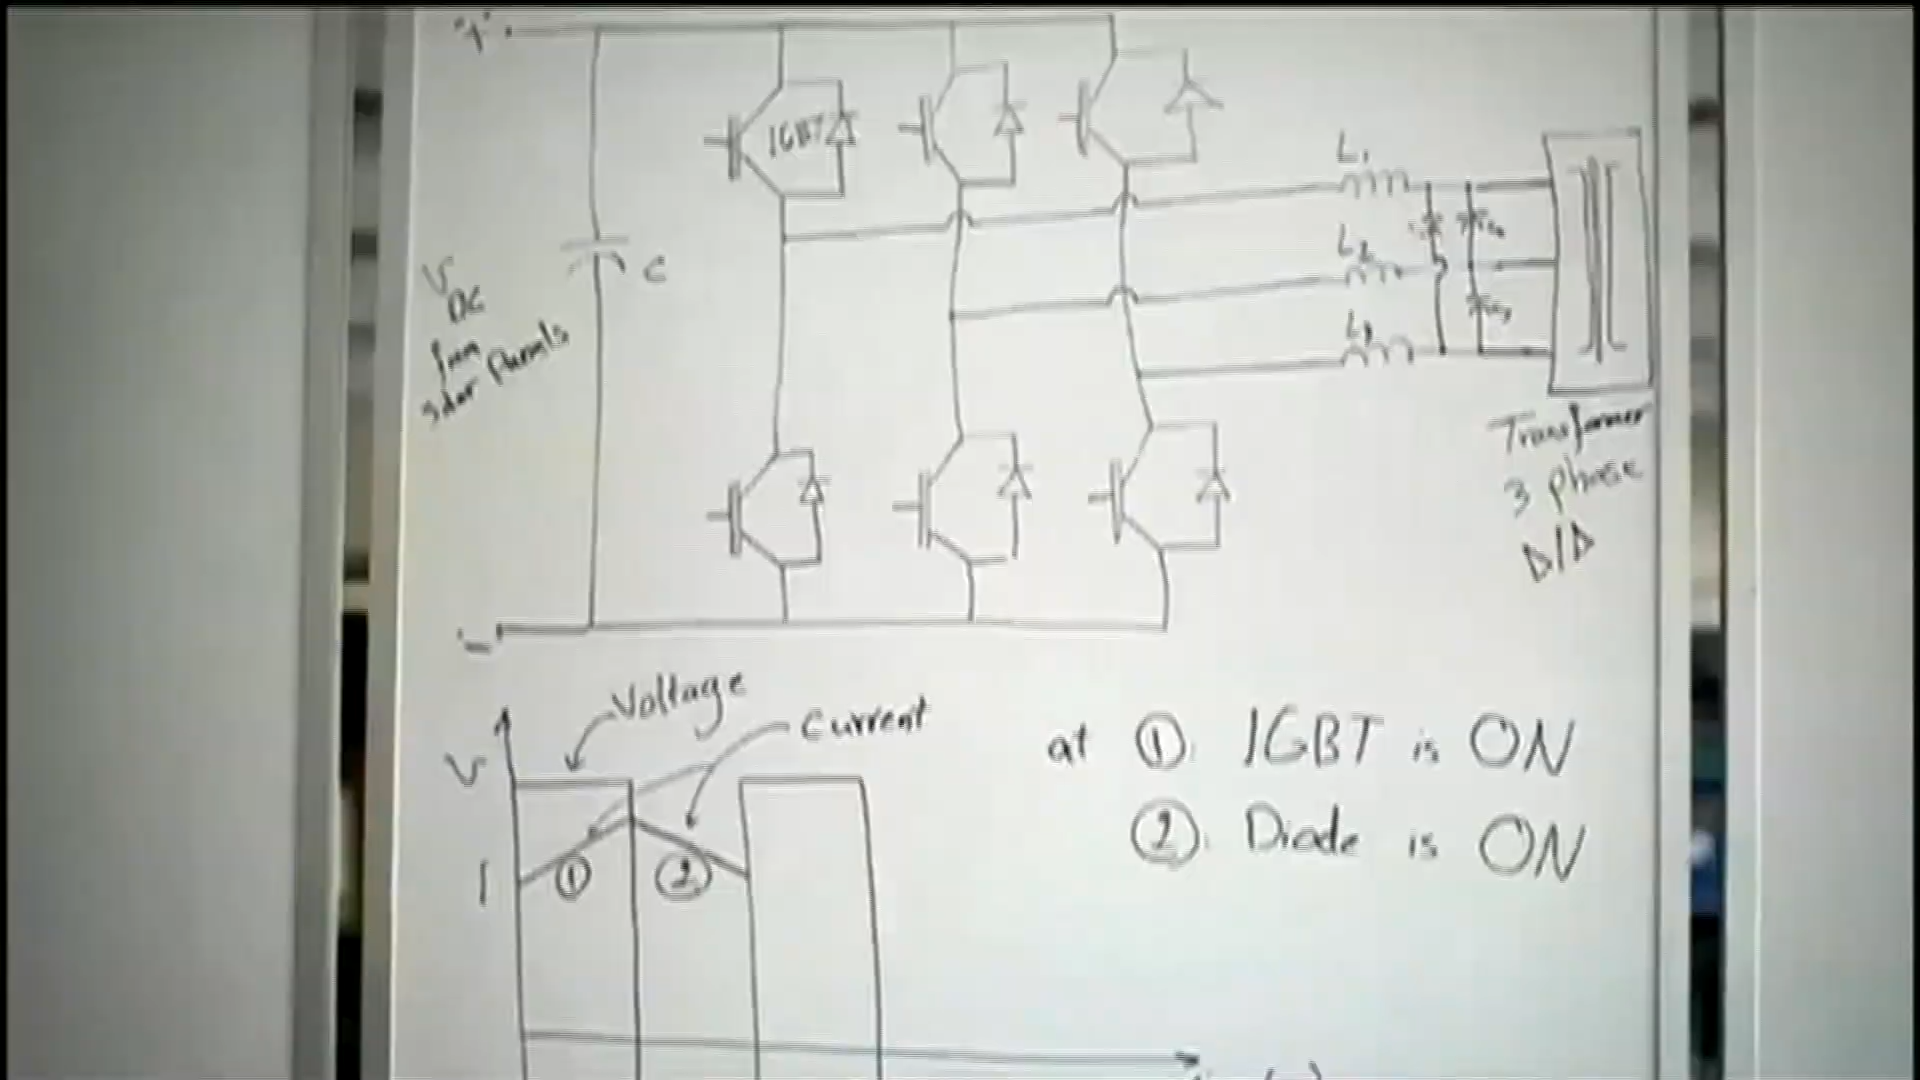 "+"
IGBT
L1
L2
L3
C
VDC
from
solar Panels
Transformer
3 phase
D/D
-
Voltage
Current
V
I
1
2
at 1: IGBT is ON
2: Diode is ON